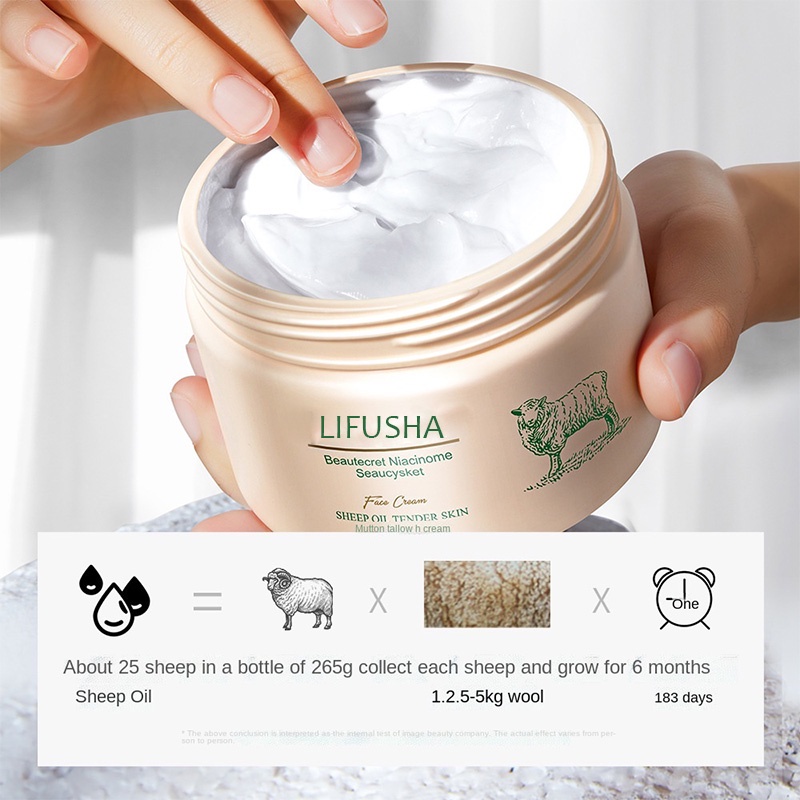 LIFUSHA
Beautecret Niacinome
Seaucysket
Face Cream
SHEEP OIL TENDER SKIN
Mutton tallow h cream
= X X
One
About 25 sheep in a bottle of 265g collect each sheep and grow for 6 months
Sheep Oil 1.2.5-5kg wool 183 days
* The above conclusion is interpreted as the internal test of image beauty company. The actual effect varies from per-
son to person.